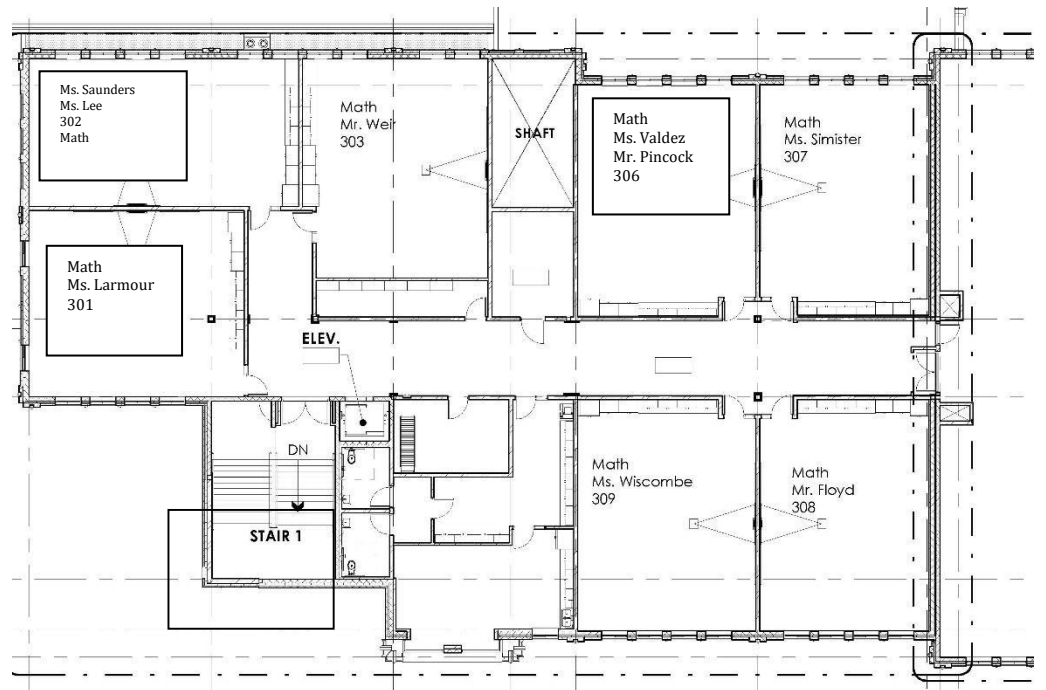 Ms. Saunders
Ms. Lee
302
Math
Math
Mr. Weir
303
SHAFT
Math
Ms. Valdez
Mr. Pincock
306
Math
Ms. Simister
307
Math
Ms. Larmour
301
ELEV.
DN
STAIR 1
Math
Ms. Wiscombe
309
Math
Mr. Floyd
308